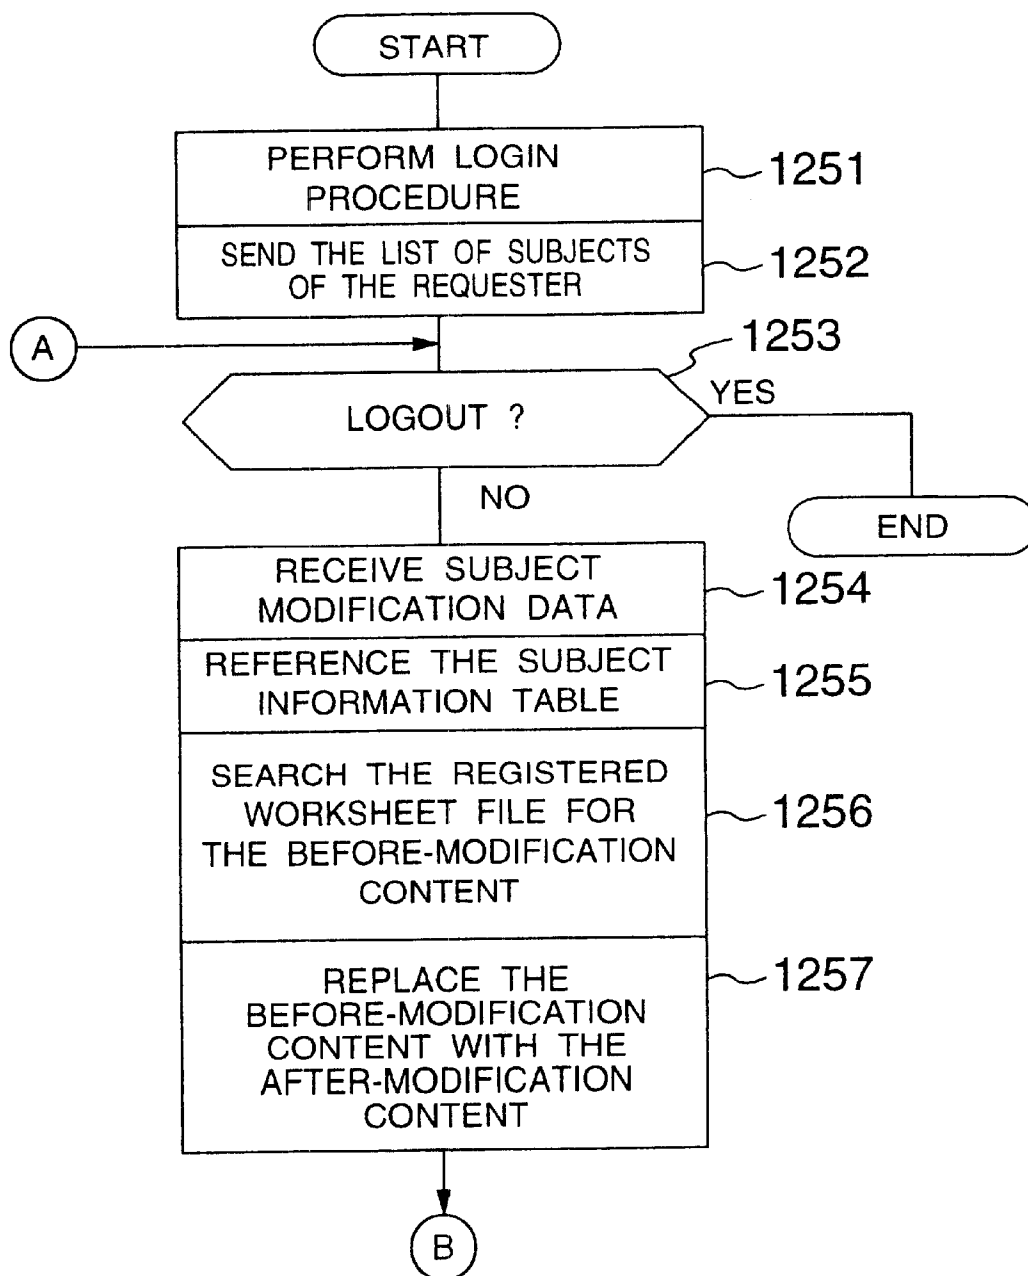 START
PERFORM LOGIN
PROCEDURE
1251
SEND THE LIST OF SUBJECTS
OF THE REQUESTER
1252
A
1253
LOGOUT ?
YES
NO
END
RECEIVE SUBJECT
MODIFICATION DATA
1254
REFERENCE THE SUBJECT
INFORMATION TABLE
1255
SEARCH THE REGISTERED
WORKSHEET FILE FOR
THE BEFORE-MODIFICATION
CONTENT
1256
REPLACE THE
BEFORE-MODIFICATION
CONTENT WITH THE
AFTER-MODIFICATION
CONTENT
1257
B